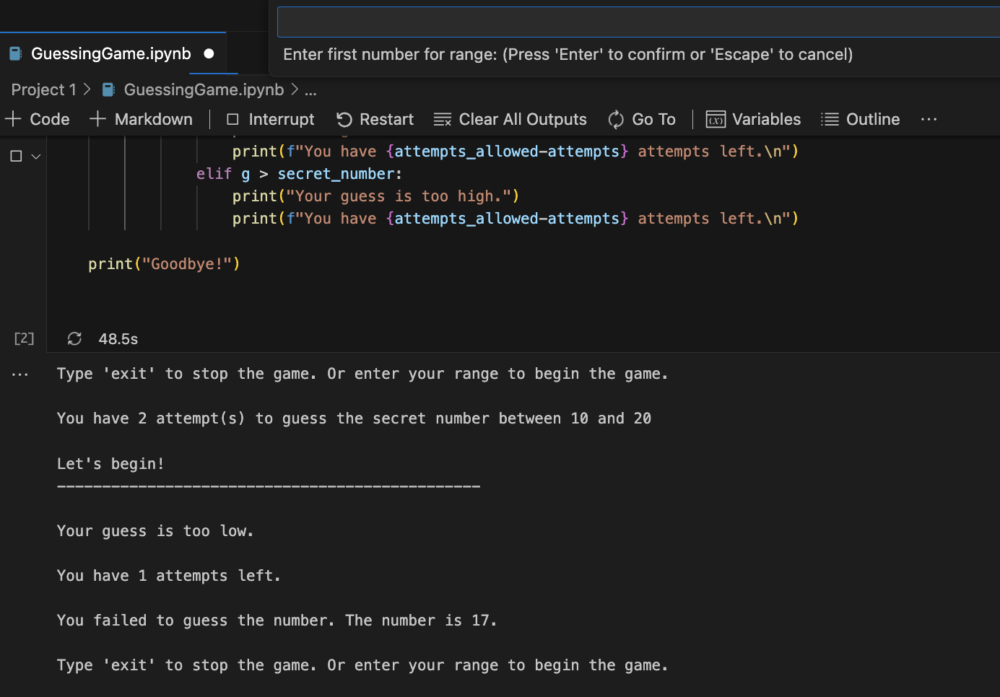 Enter first number for range: (Press 'Enter' to confirm or 'Escape' to cancel)
GuessingGame.ipynb
Project 1 > GuessingGame.ipynb > ...
+ Code + Markdown | Interrupt Restart Clear All Outputs Go To | Variables Outline ...
print(f"You have {attempts_allowed-attempts} attempts left.\n")
elif g > secret_number:
print("Your guess is too high.")
print(f"You have {attempts_allowed-attempts} attempts left.\n")
print("Goodbye!")
[2] 48.5s
... Type 'exit' to stop the game. Or enter your range to begin the game.
You have 2 attempt(s) to guess the secret number between 10 and 20
Let's begin!
-----------------------------------------------
Your guess is too low.
You have 1 attempts left.
You failed to guess the number. The number is 17.
Type 'exit' to stop the game. Or enter your range to begin the game.